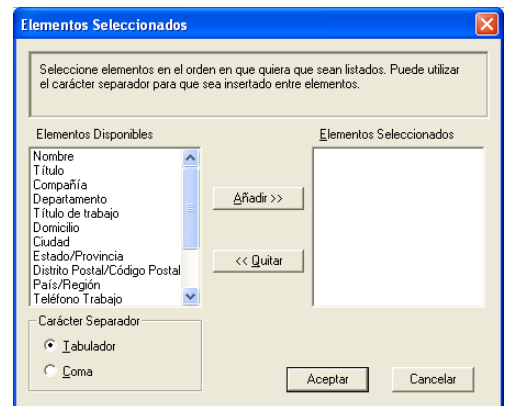 Elementos Seleccionados
Seleccione elementos en el orden en que quiera que sean listados. Puede utilizar
el carácter separador para que sea insertado entre elementos.
Elementos Disponibles
Nombre
Título
Compañía
Departamento
Título de trabajo
Domicilio
Ciudad
Estado/Provincia
Distrito Postal/Código Postal
País/Región
Teléfono Trabajo
Añadir >>
<< Quitar
Elementos Seleccionados
Carácter Separador
Tabulador
Coma
Aceptar
Cancelar